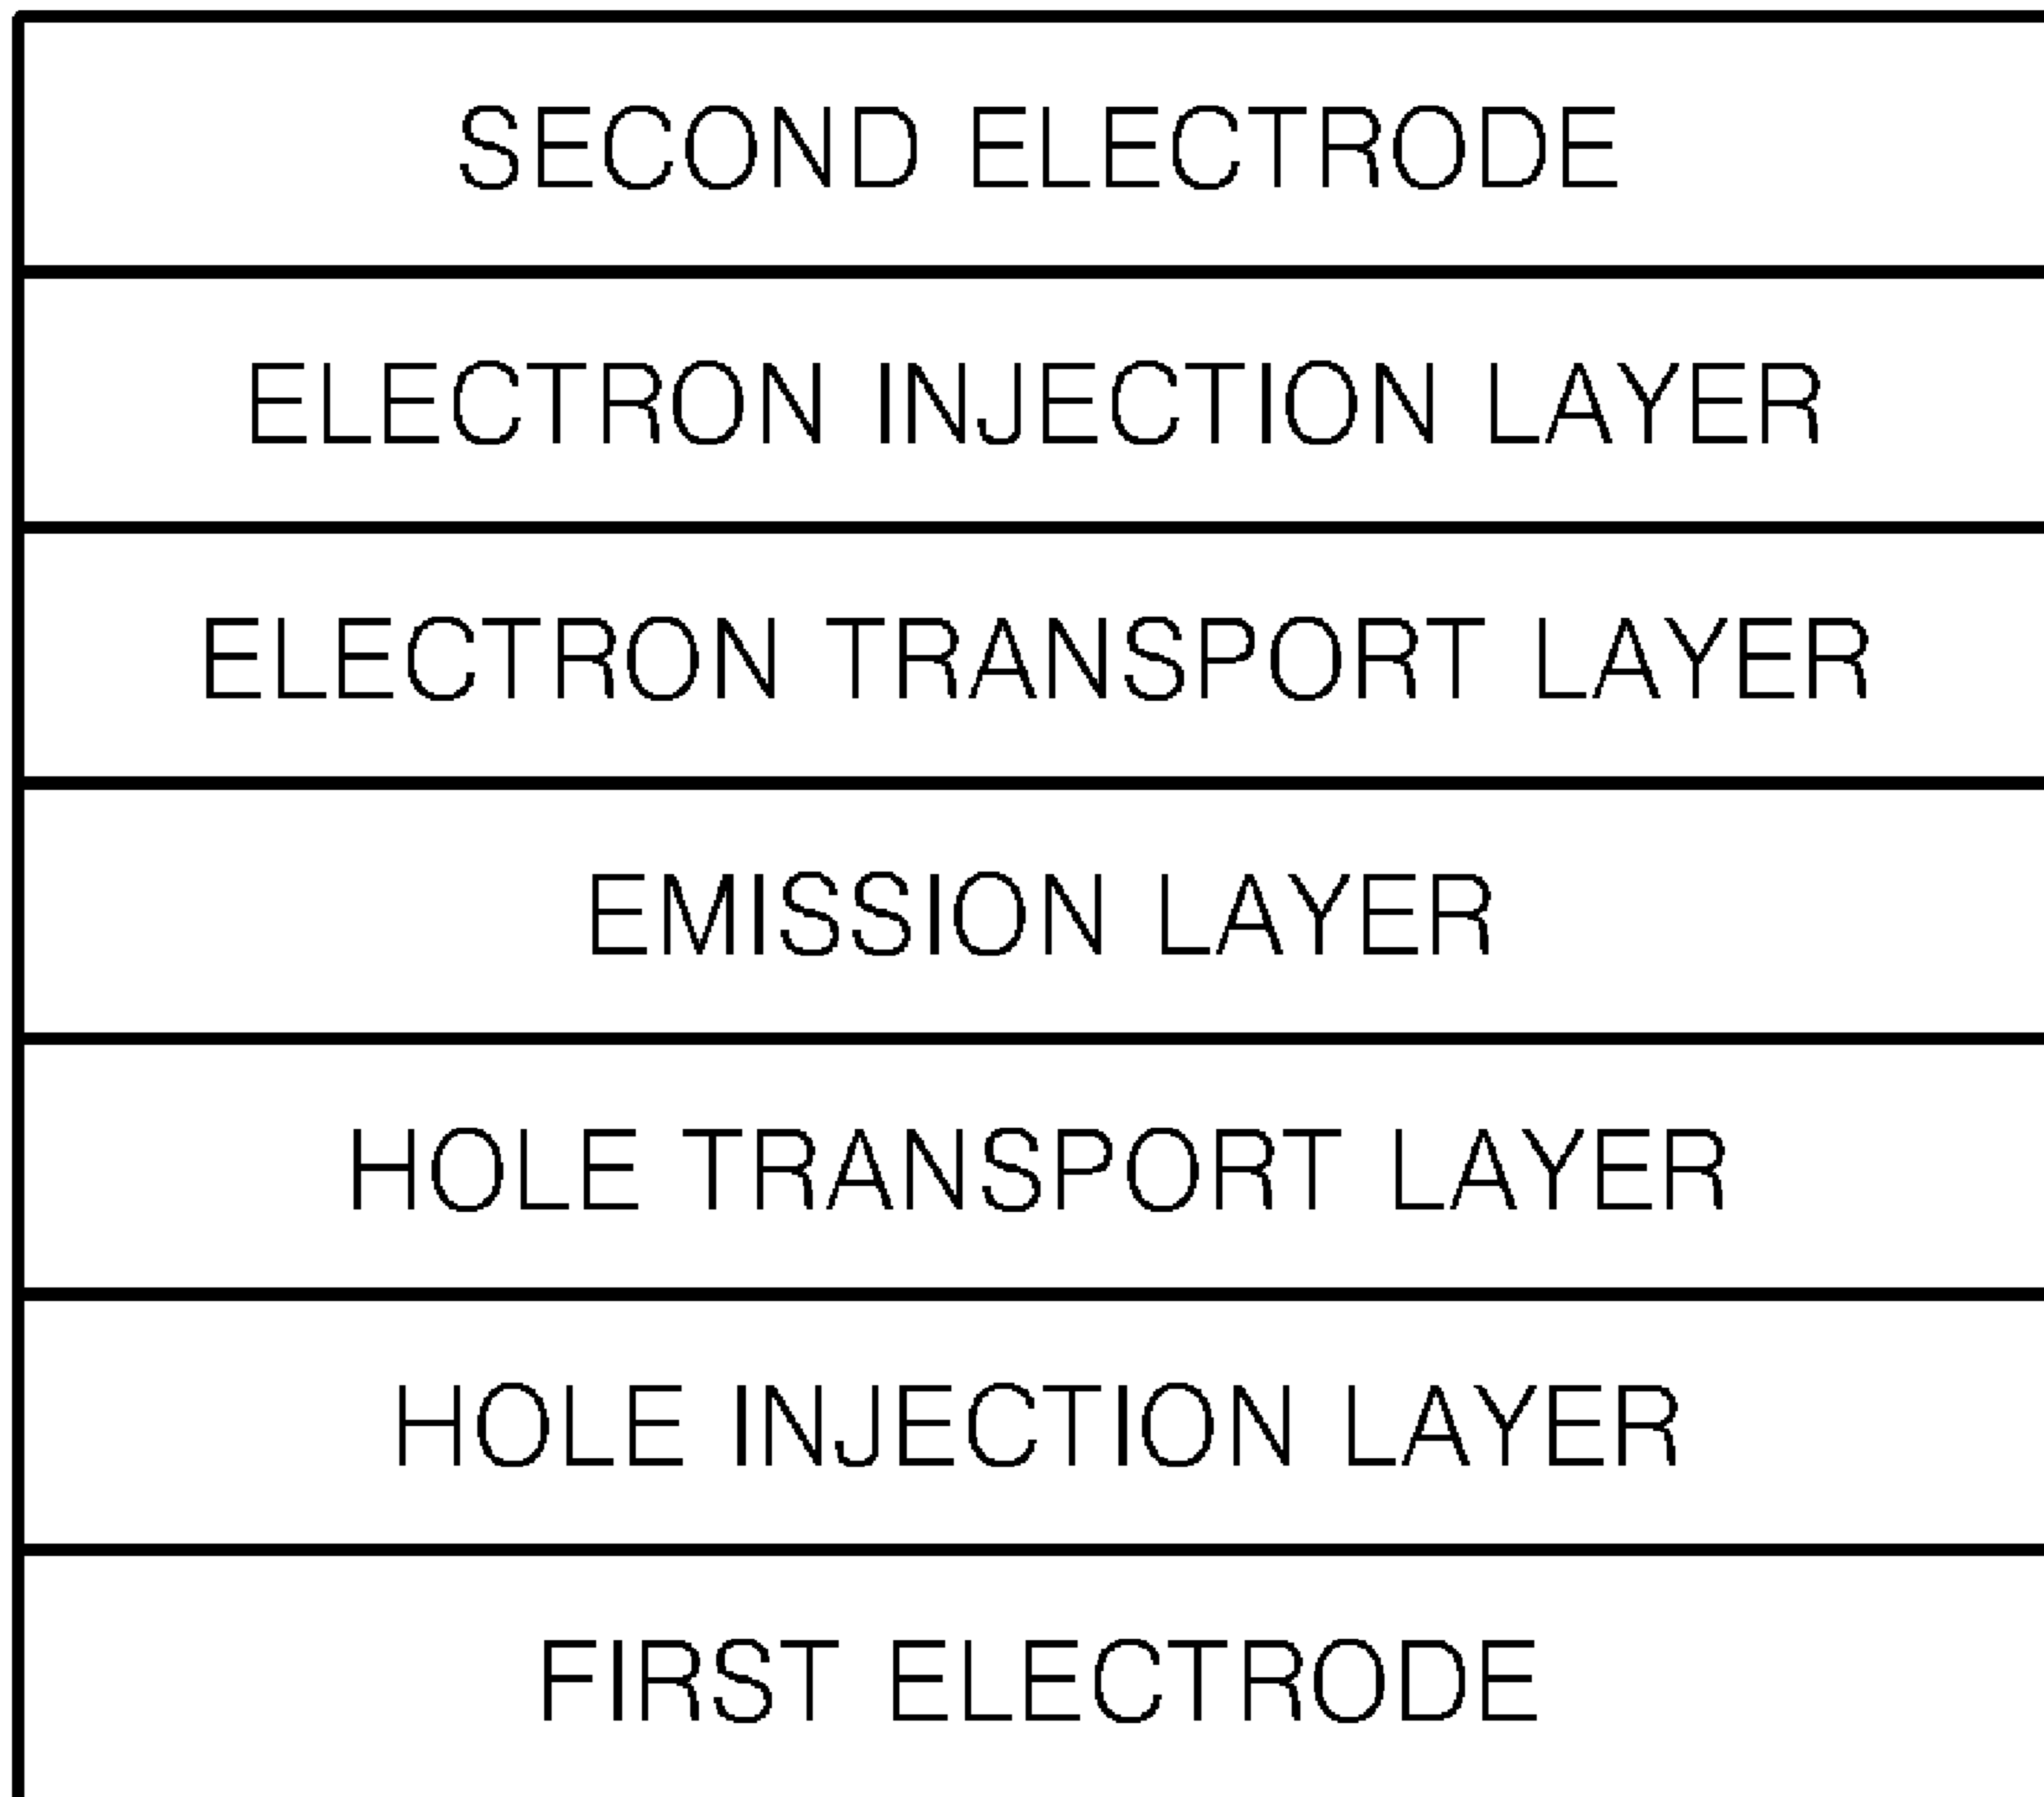 SECOND ELECTRODE
ELECTRON INJECTION LAYER
ELECTRON TRANSPORT LAYER
EMISSION LAYER
HOLE TRANSPORT LAYER
HOLE INJECTION LAYER
FIRST ELECTRODE